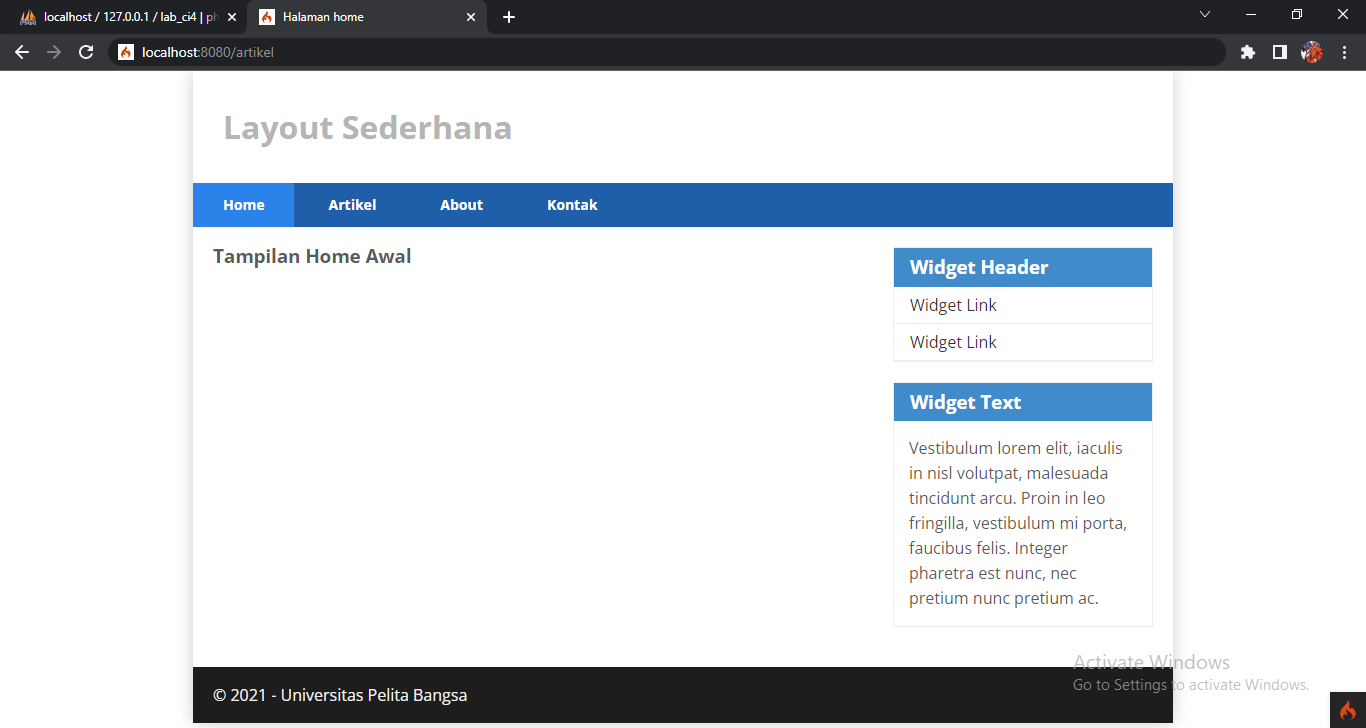 localhost / 127.0.0.1 / lab_ci4 | ph
Halaman home
localhost:8080/artikel
Layout Sederhana
Home Artikel About Kontak
Tampilan Home Awal
Widget Header
Widget Link
Widget Link
Widget Text
Vestibulum lorem elit, iaculis
in nisl volutpat, malesuada
tincidunt arcu. Proin in leo
fringilla, vestibulum mi porta,
faucibus felis. Integer
pharetra est nunc, nec
pretium nunc pretium ac.
Activate Windows
Go to Settings to activate Windows.
© 2021 - Universitas Pelita Bangsa